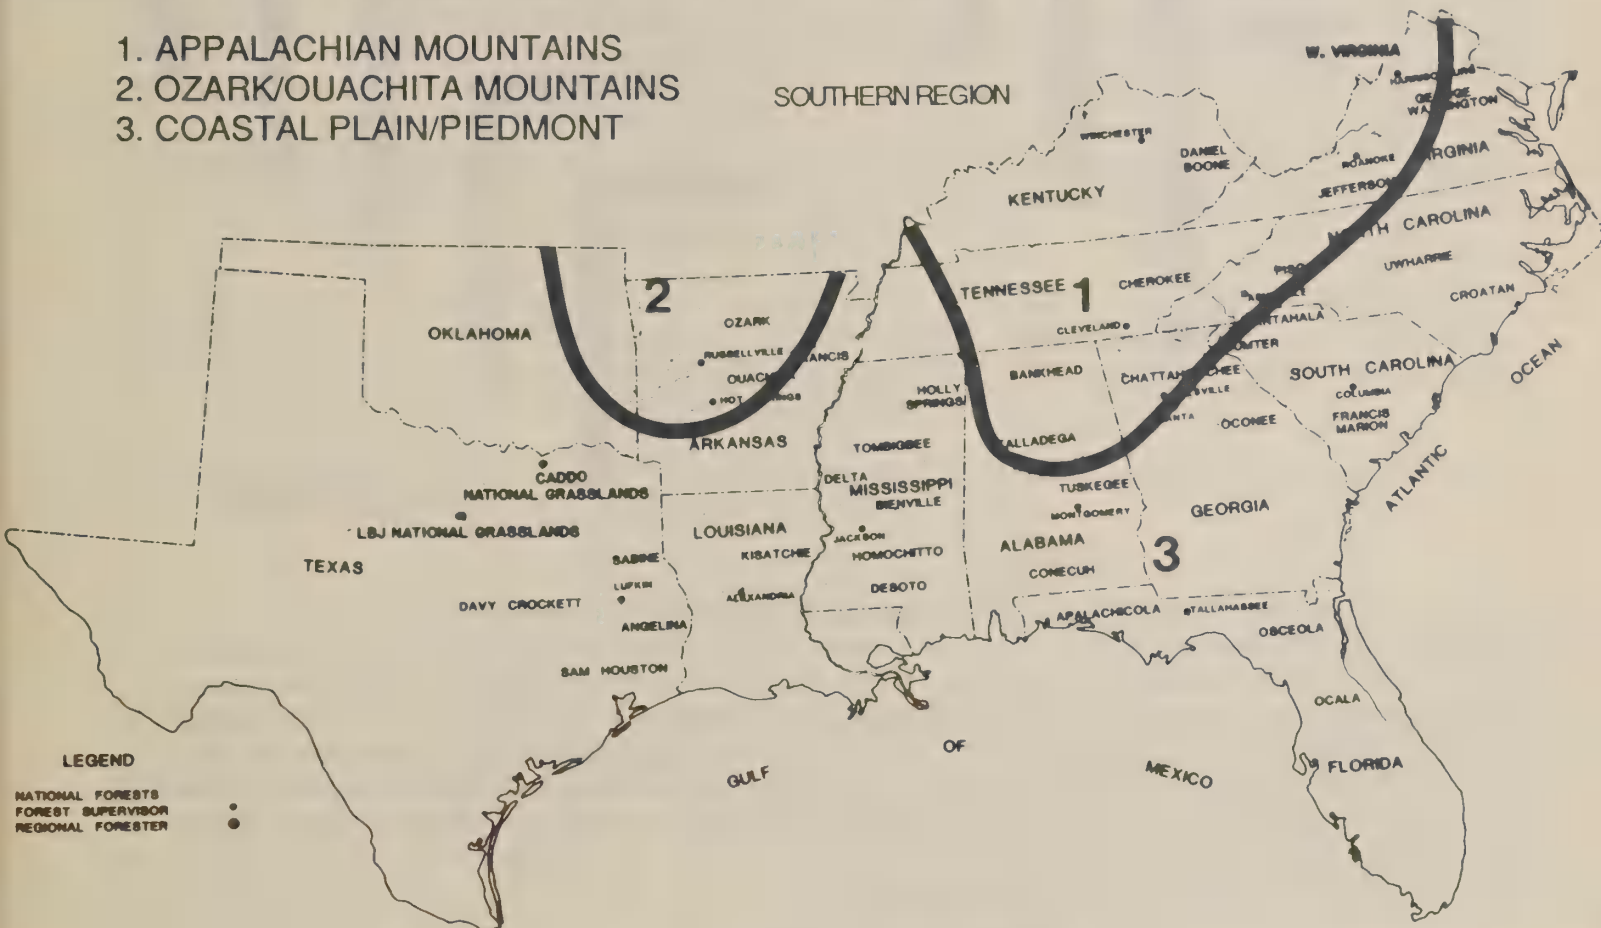 1. APPALACHIAN MOUNTAINS
2. OZARK/OUACHITA MOUNTAINS
3. COASTAL PLAIN/PIEDMONT
SOUTHERN REGION
W. VIRGINIA
WASHINGTON
WINCHESTER
DANIEL
BOONE
ROANOKE
JEFFERSON
KENTUCKY
NORTH CAROLINA
UWHARRIE
CROATAN
TENNESSEE
1
CHEROKEE
CLEVELAND
2
OZARK
OKLAHOMA
RUSSELLVILLE
HOT
ARKANSAS
HOLLY
SPRINGS
BANKHEAD
SOUTH CAROLINA
COLUMBIA
FRANCIS
MARION
OCONEE
OCEAN
ATLANTIC
TOMBIGBEE
DELTA
MISSISSIPPI
BIENVILLE
TUSKEGEE
MONTGOMERY
GEORGIA
CADDO
NATIONAL GRASSLANDS
LBJ NATIONAL GRASSLANDS
LOUISIANA
JACKSON
ALABAMA
3
TEXAS
SABINE
KISATCHIE
HOMOCHITTO
CONECUH
LUFKIN
DAVY CROCKETT
ALEXANDRIA
DESOTO
APALACHICOLA
TALLAHASSEE
ANGELINA
OSCEOLA
SAM HOUSTON
OCALA
FLORIDA
GULF
OF
MEXICO
LEGEND
NATIONAL FORESTS
FOREST SUPERVISOR
REGIONAL FORESTER